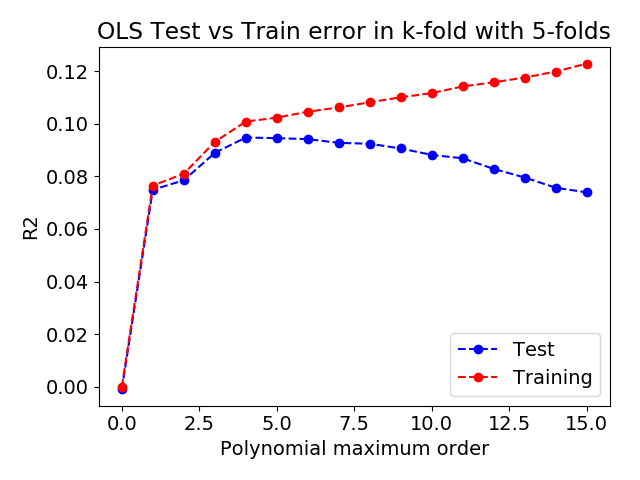 OLS Test vs Train error in k-fold with 5-folds
0.12
0.10
0.08
0.06
0.04
0.02
0.00
R2
0.0 2.5 5.0 7.5 10.0 12.5 15.0
Polynomial maximum order
Test
Training